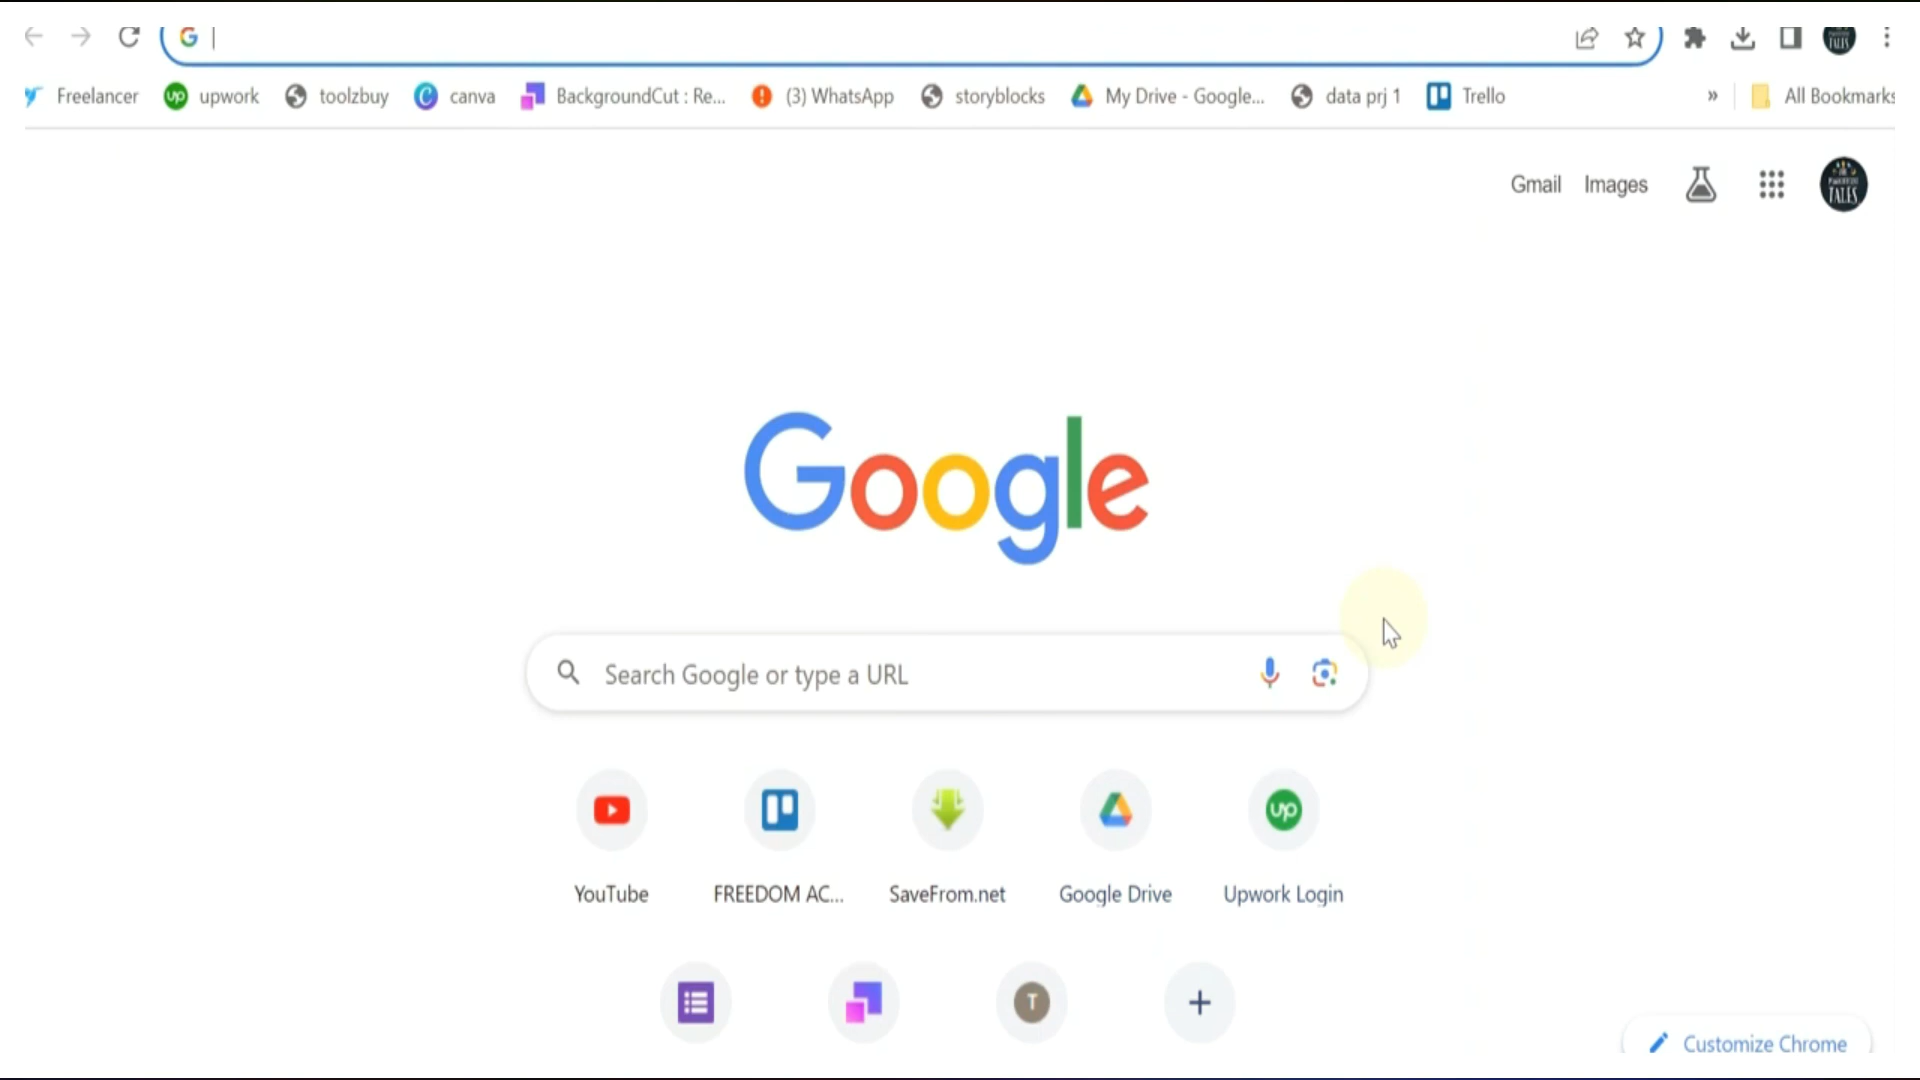 Freelancer upwork toolzbuy canva BackgroundCut : Re... (3) WhatsApp storyblocks My Drive - Google... data prj 1 Trello » All Bookmarks
Gmail Images
TALES
Google
Search Google or type a URL
YouTube FREEDOM AC... SaveFrom.net Google Drive Upwork Login
T
Customize Chrome